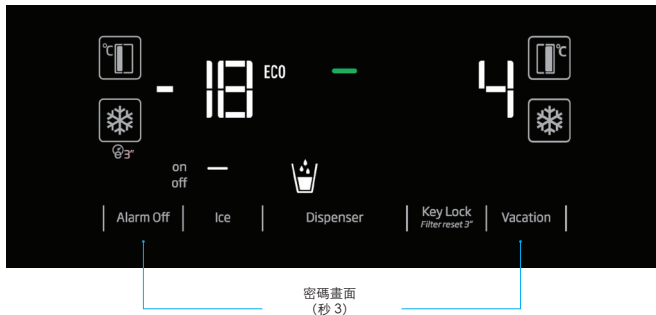 ℃
-18 ECO
4
℃
3"
on
off
Alarm Off
Ice
Dispenser
Key Lock
Filter reset 3"
Vacation
密碼畫面
（秒 3）